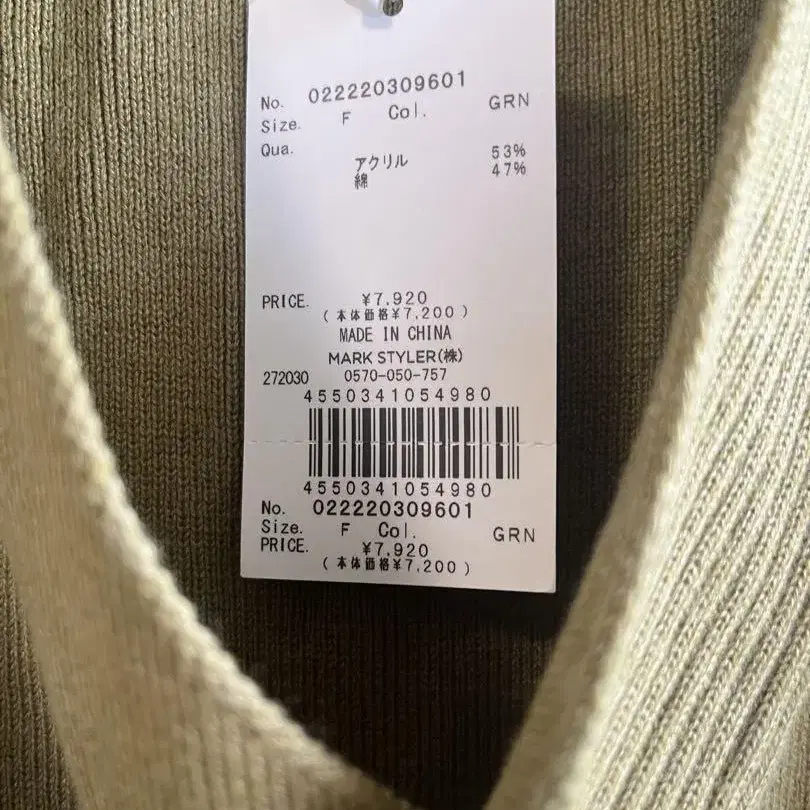 No. 022220309601
Size. F Col. GRN
Qua.
アクリル 53%
綿 47%
PRICE. ¥7,920
(本体価格¥7,200)
MADE IN CHINA
MARK STYLER(株)
272030 0570-050-757
4550341054980
4550341054980
No. 022220309601
Size. F Col. GRN
PRICE. ¥7,920
(本体価格¥7,200)